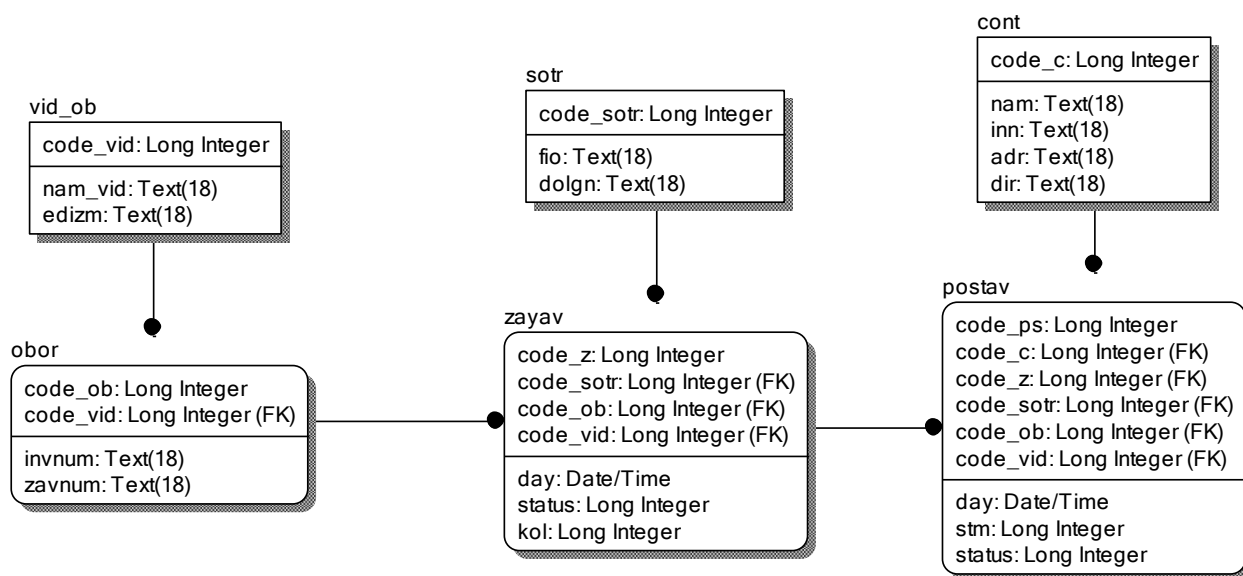 vid_ob
code_vid: Long Integer
nam_vid: Text(18)
edizm: Text(18)
sotr
code_sotr: Long Integer
fio: Text(18)
dolgn: Text(18)
cont
code_c: Long Integer
nam: Text(18)
inn: Text(18)
adr: Text(18)
dir: Text(18)
obor
code_ob: Long Integer
code_vid: Long Integer (FK)
invnum: Text(18)
zavnum: Text(18)
zayav
code_z: Long Integer
code_sotr: Long Integer (FK)
code_ob: Long Integer (FK)
code_vid: Long Integer (FK)
day: Date/Time
status: Long Integer
kol: Long Integer
postav
code_ps: Long Integer
code_c: Long Integer (FK)
code_z: Long Integer (FK)
code_sotr: Long Integer (FK)
code_ob: Long Integer (FK)
code_vid: Long Integer (FK)
day: Date/Time
stm: Long Integer
status: Long Integer